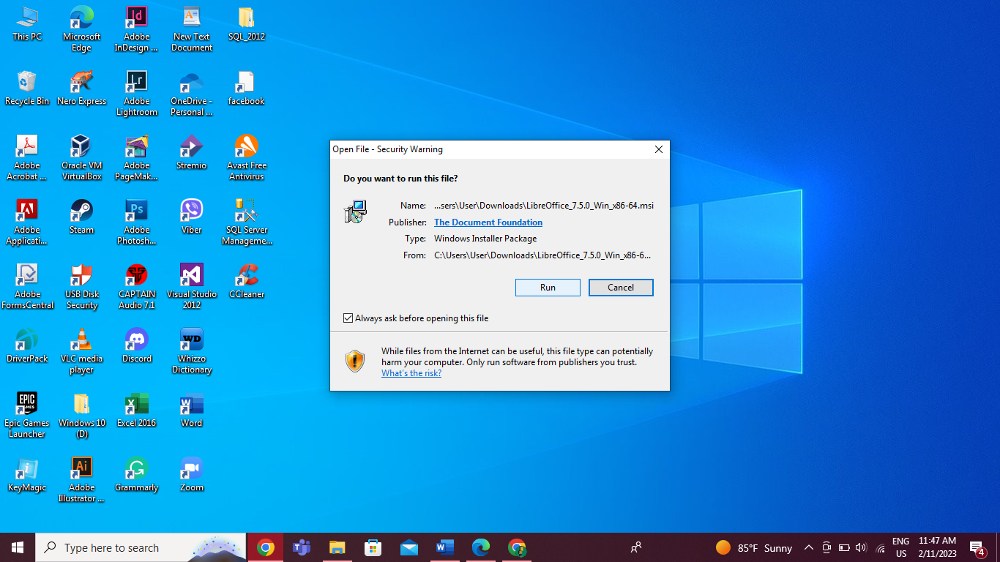 This PC
Microsoft
Edge
Adobe
InDesign ...
New Text
Document
SQL_2012
Recycle Bin
Nero Express
Adobe
Lightroom
OneDrive -
Personal ...
facebook
Adobe
Acrobat ...
Oracle VM
VirtualBox
Adobe
PageMak...
Stremio
Avast Free
Antivirus
Adobe
Applicati...
Steam
Adobe
Photosh...
Viber
SQL Server
Manageme...
Adobe
FormsCentral
USB Disk
Security
CAPTAIN
Audio 7.1
Visual Studio
2012
CCleaner
DriverPack
VLC media
player
Discord
Whizzo
Dictionary
Epic Games
Launcher
Windows 10
(D)
Excel 2016
Word
KeyMagic
Adobe
Illustrator ...
Grammarly
Zoom
Open File - Security Warning
Do you want to run this file?
Name: ...sers\User\Downloads\LibreOffice_7.5.0_Win_x86-64.msi
Publisher: The Document Foundation
Type: Windows Installer Package
From: C:\Users\User\Downloads\LibreOffice_7.5.0_Win_x86-6...
Run
Cancel
Always ask before opening this file
While files from the Internet can be useful, this file type can potentially
harm your computer. Only run software from publishers you trust.
What's the risk?
Type here to search
85°F Sunny
ENG
US
11:47 AM
2/11/2023
4